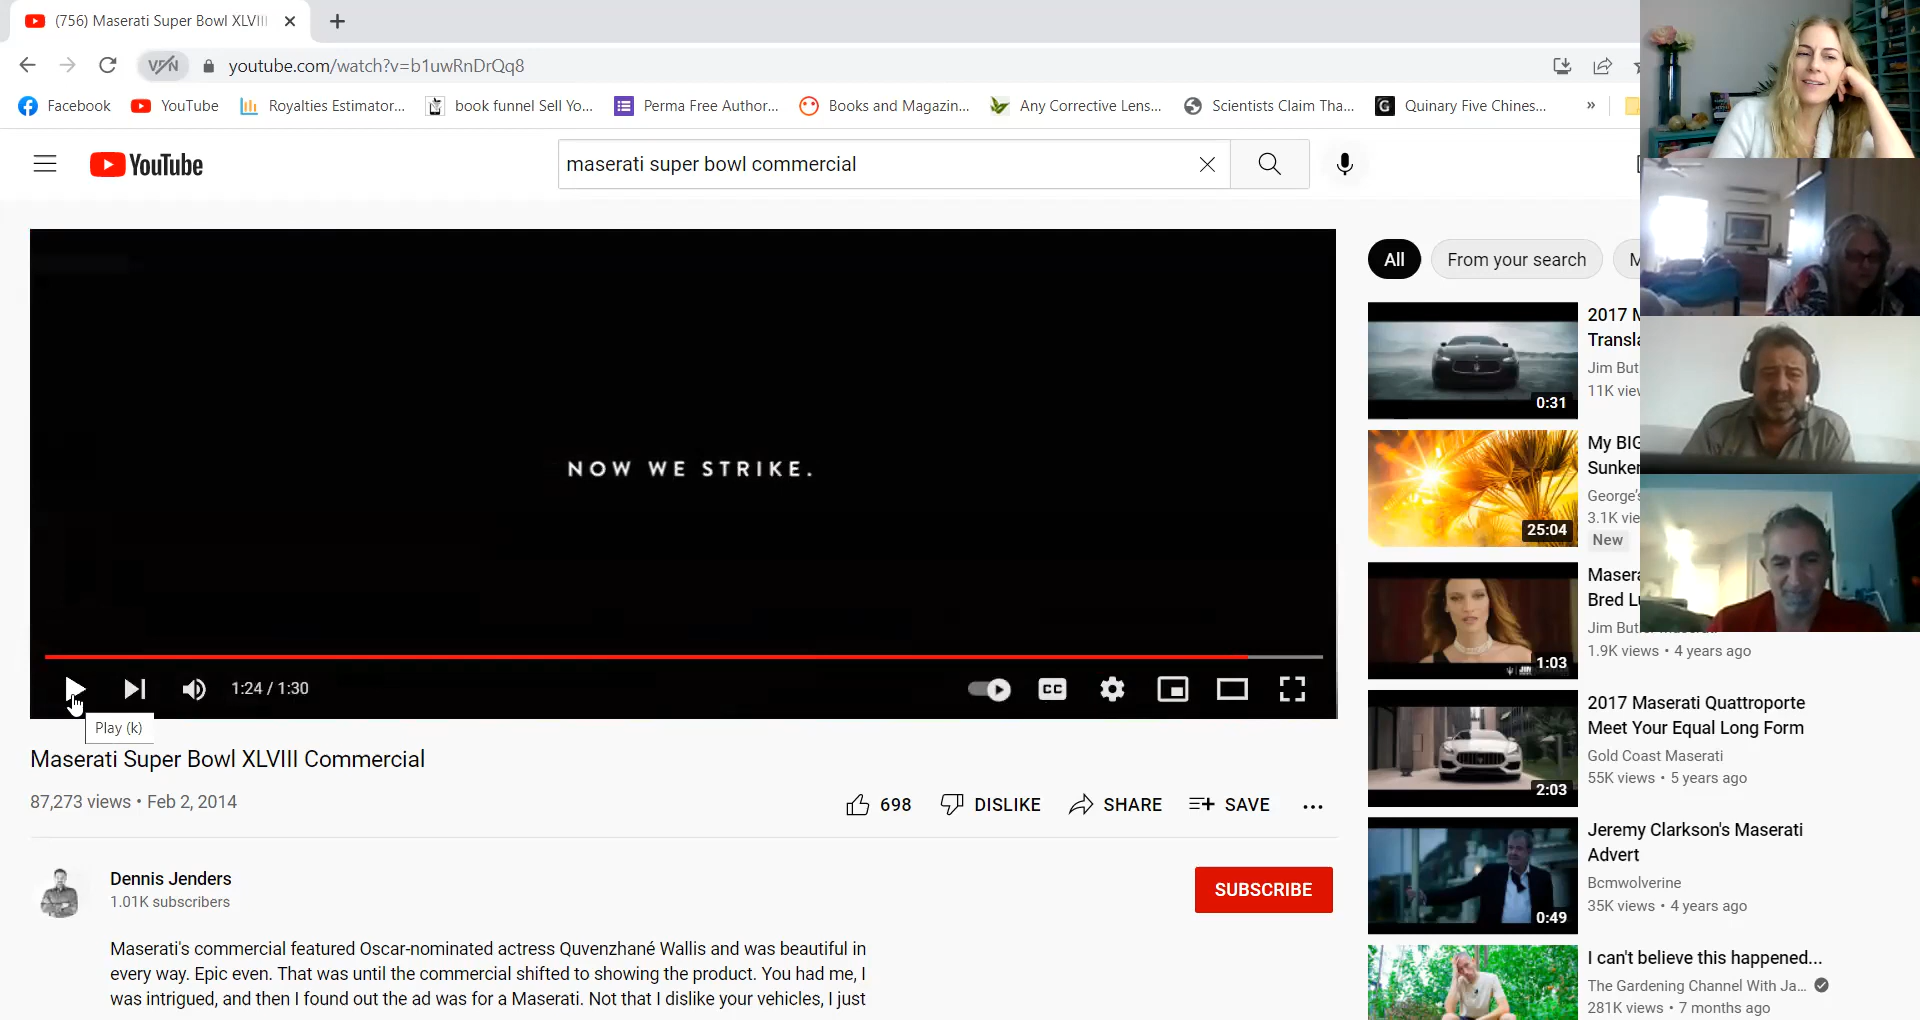 (756) Maserati Super Bowl XLVIII
VPN
youtube.com/watch?v=b1uwRnDrQq8
Facebook
YouTube
Royalties Estimator...
book funnel Sell Yo...
Perma Free Author...
Books and Magazin...
Any Corrective Lens...
Scientists Claim Tha...
G
Quinary Five Chines...
»
YouTube
maserati super bowl commercial
NOW WE STRIKE.
1:24 / 1:30
CC
Play (k)
Maserati Super Bowl XLVIII Commercial
87,273 views • Feb 2, 2014
698
DISLIKE
SHARE
SAVE
...
Dennis Jenders
1.01K subscribers
SUBSCRIBE
Maserati's commercial featured Oscar-nominated actress Quvenzhané Wallis and was beautiful in
every way. Epic even. That was until the commercial shifted to showing the product. You had me, I
was intrigued, and then I found out the ad was for a Maserati. Not that I dislike your vehicles, I just
All
From your search
M
0:31
2017 M
Transla
Jim But
11K view
25:04
My BIG
Sunken
George's
3.1K vie
New
1:03
Masera
Bred Lu
Jim But
1.9K views • 4 years ago
2:03
2017 Maserati Quattroporte
Meet Your Equal Long Form
Gold Coast Maserati
55K views • 5 years ago
0:49
Jeremy Clarkson's Maserati
Advert
Bcmwolverine
35K views • 4 years ago
I can't believe this happened...
The Gardening Channel With Ja...
281K views • 7 months ago